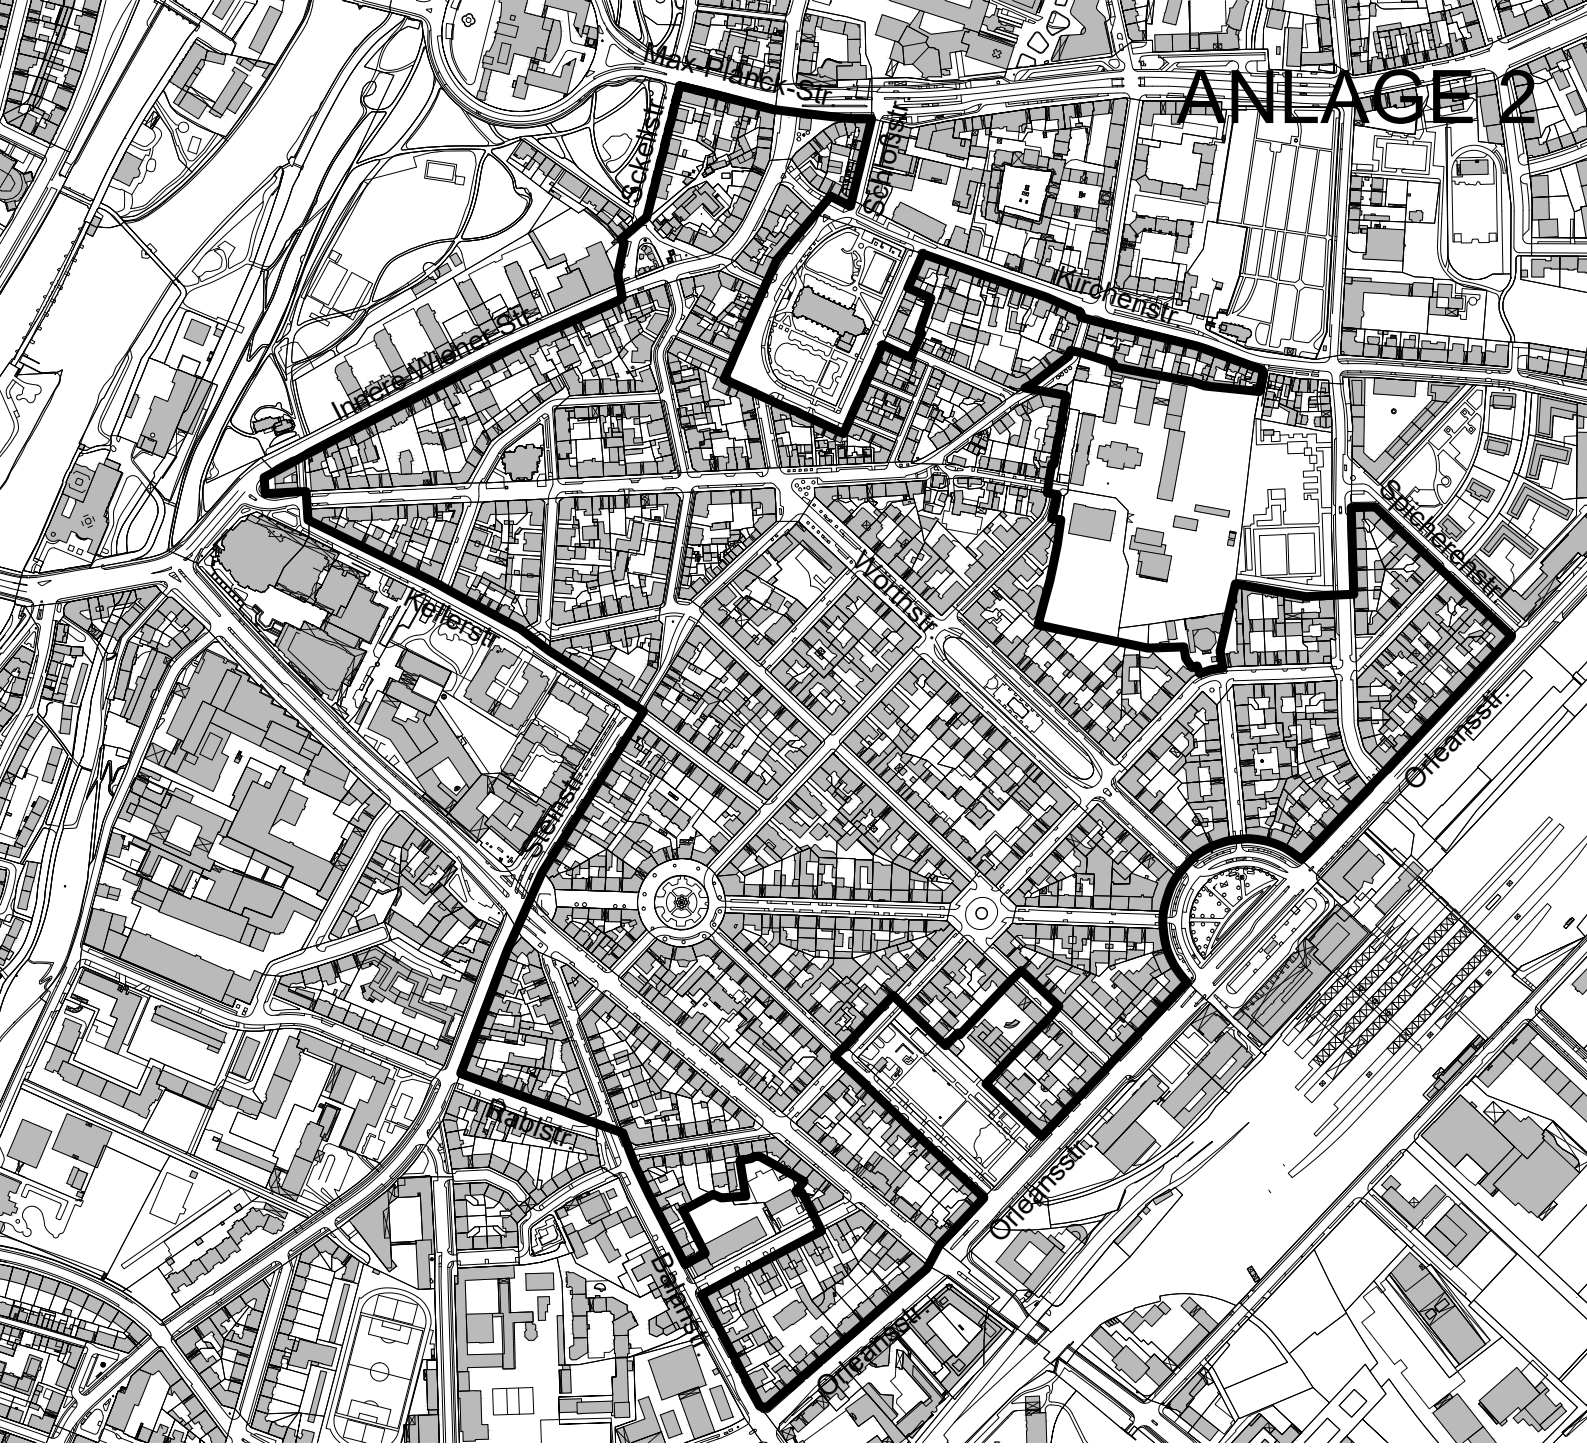 Max-Planck-Str.
ANLAGE 2
Sckellstr.
Schloßstr.
Kirchenstr.
Innere Wiener Str.
Spicherenstr.
Wörthstr.
Kellerstr.
Orleansstr.
Steinstr.
Rablstr.
Orleansstr.
Balanstr.
Orleansstr.